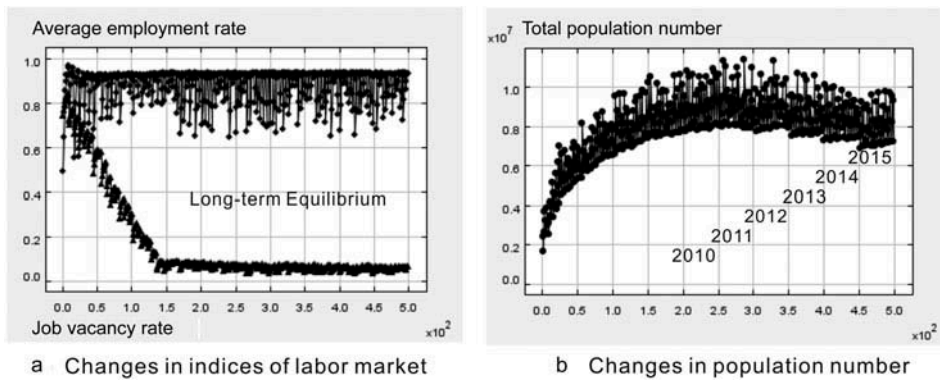 Average employment rate
1.0
0.8
0.6
0.4
0.2
0.0
Long-term Equilibrium
0.0 0.5 1.0 1.5 2.0 2.5 3.0 3.5 4.0 4.5 5.0
x10²
Job vacancy rate
a Changes in indices of labor market
x10⁷
Total population number
1.0
0.8
0.6
0.4
0.2
0.0
2015
2014
2013
2012
2011
2010
0.0 0.5 1.0 1.5 2.0 2.5 3.0 3.5 4.0 4.5 5.0
x10²
b Changes in population number